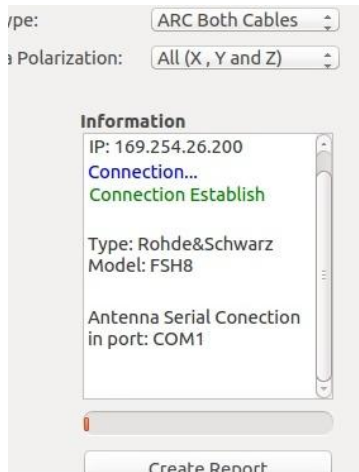 ype:
ARC Both Cables
a Polarization:
All (X , Y and Z)
Information
IP: 169.254.26.200
Connection...
Connection Establish
Type: Rohde&Schwarz
Model: FSH8
Antenna Serial Conection
in port: COM1
Create Report